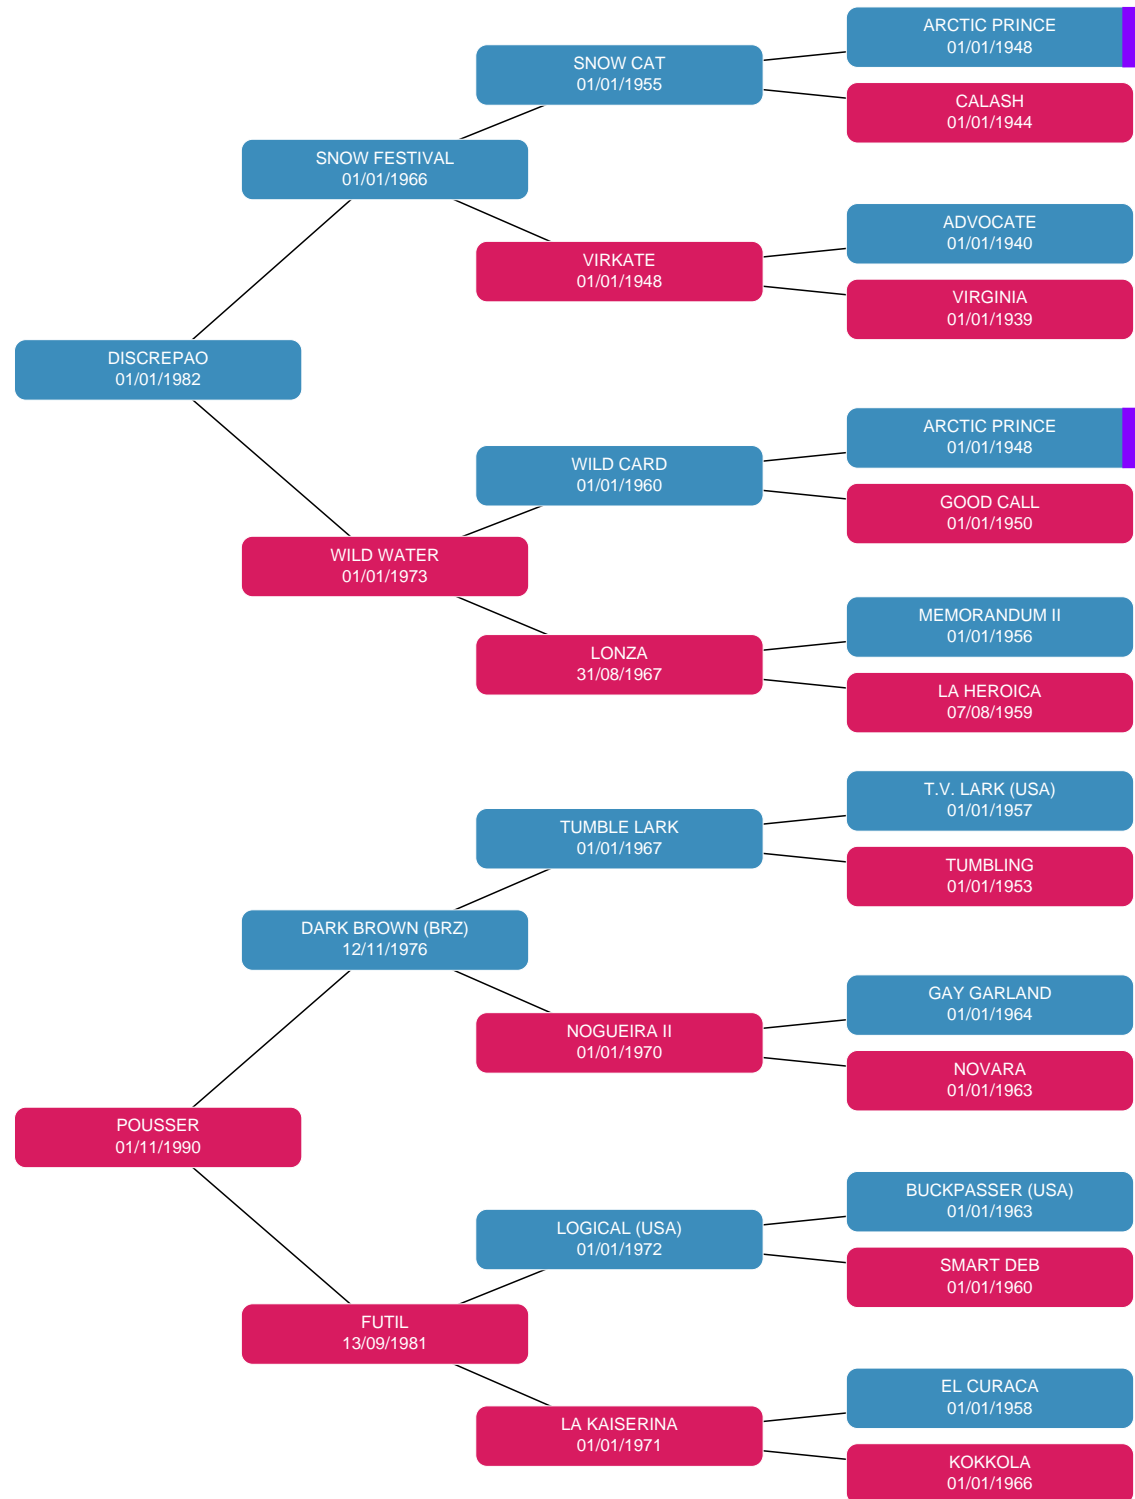 ARCTIC PRINCE
01/01/1948
SNOW CAT
01/01/1955
CALASH
01/01/1944
SNOW FESTIVAL
01/01/1966
ADVOCATE
01/01/1940
VIRKATE
01/01/1948
VIRGINIA
01/01/1939
DISCREPAO
01/01/1982
ARCTIC PRINCE
01/01/1948
WILD CARD
01/01/1960
GOOD CALL
01/01/1950
WILD WATER
01/01/1973
MEMORANDUM II
01/01/1956
LONZA
31/08/1967
LA HEROICA
07/08/1959
T.V. LARK (USA)
01/01/1957
TUMBLE LARK
01/01/1967
TUMBLING
01/01/1953
DARK BROWN (BRZ)
12/11/1976
GAY GARLAND
01/01/1964
NOGUEIRA II
01/01/1970
NOVARA
01/01/1963
POUSSER
01/11/1990
BUCKPASSER (USA)
01/01/1963
LOGICAL (USA)
01/01/1972
SMART DEB
01/01/1960
FUTIL
13/09/1981
EL CURACA
01/01/1958
LA KAISERINA
01/01/1971
KOKKOLA
01/01/1966